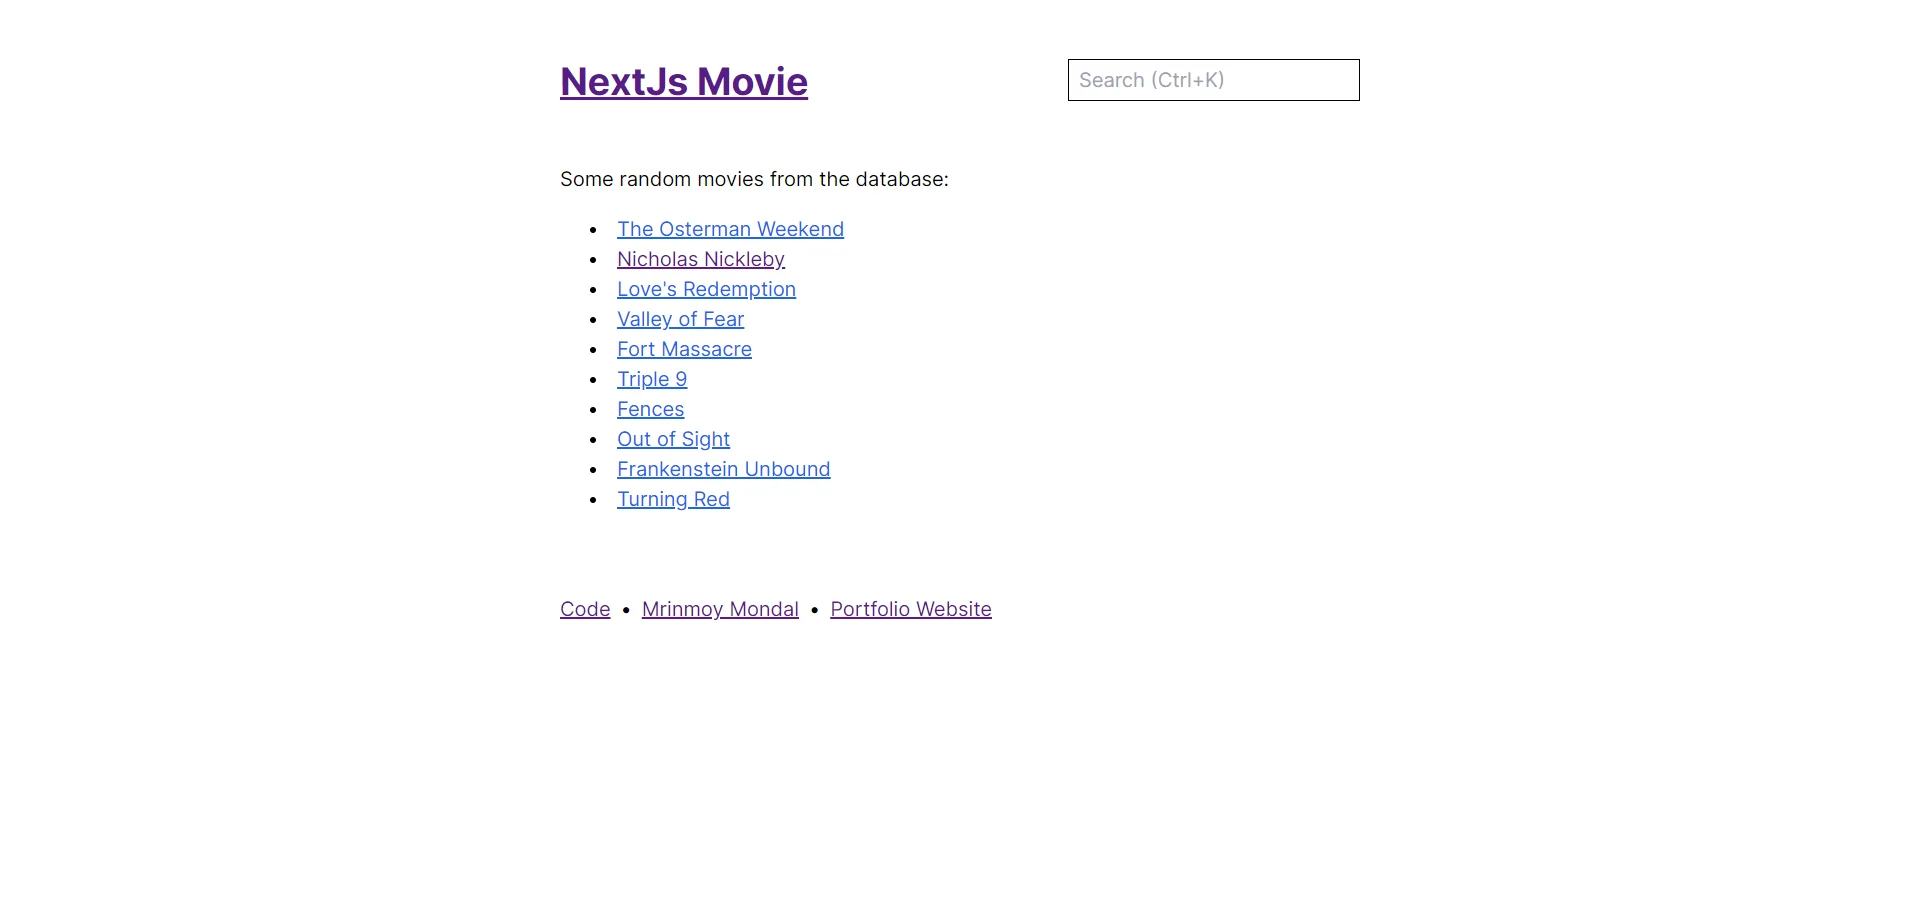 NextJs Movie
Search (Ctrl+K)
Some random movies from the database:
• The Osterman Weekend
• Nicholas Nickleby
• Love's Redemption
• Valley of Fear
• Fort Massacre
• Triple 9
• Fences
• Out of Sight
• Frankenstein Unbound
• Turning Red
Code • Mrinmoy Mondal • Portfolio Website